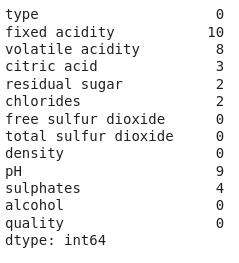 type 0
fixed acidity 10
volatile acidity 8
citric acid 3
residual sugar 2
chlorides 2
free sulfur dioxide 0
total sulfur dioxide 0
density 0
pH 9
sulphates 4
alcohol 0
quality 0
dtype: int64